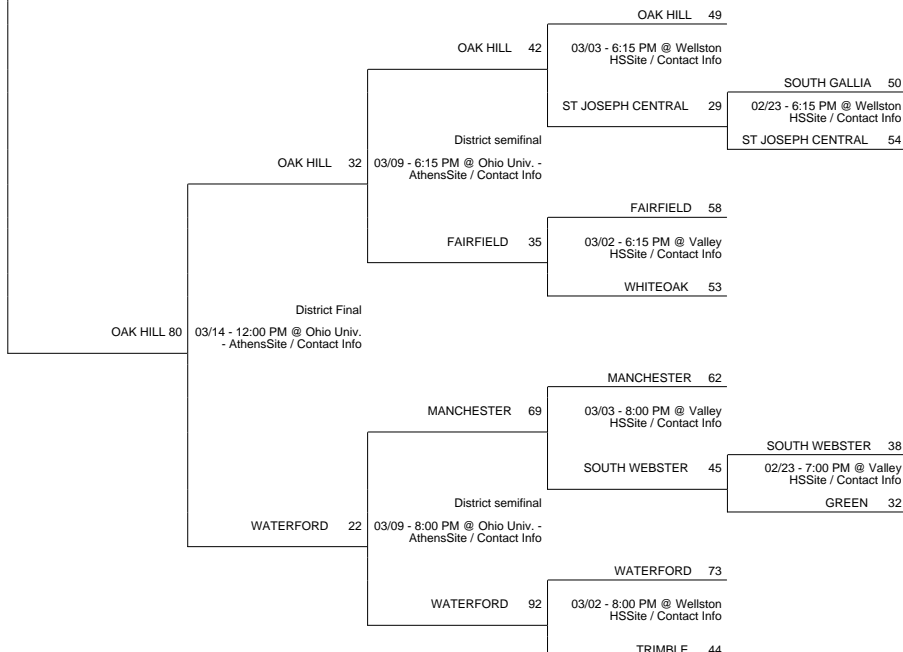 OAK HILL 49
OAK HILL 42
03/03 - 6:15 PM @ Wellston
HSSite / Contact Info
SOUTH GALLIA 50
ST JOSEPH CENTRAL 29
02/23 - 6:15 PM @ Wellston
HSSite / Contact Info
District semifinal
ST JOSEPH CENTRAL 54
OAK HILL 32
03/09 - 6:15 PM @ Ohio Univ. -
AthensSite / Contact Info
FAIRFIELD 58
FAIRFIELD 35
03/02 - 6:15 PM @ Valley
HSSite / Contact Info
WHITEOAK 53
District Final
OAK HILL 80
03/14 - 12:00 PM @ Ohio Univ.
- AthensSite / Contact Info
MANCHESTER 62
MANCHESTER 69
03/03 - 8:00 PM @ Valley
HSSite / Contact Info
SOUTH WEBSTER 38
SOUTH WEBSTER 45
02/23 - 7:00 PM @ Valley
HSSite / Contact Info
District semifinal
GREEN 32
WATERFORD 22
03/09 - 8:00 PM @ Ohio Univ. -
AthensSite / Contact Info
WATERFORD 73
WATERFORD 92
03/02 - 8:00 PM @ Wellston
HSSite / Contact Info
TRIMBLE 44